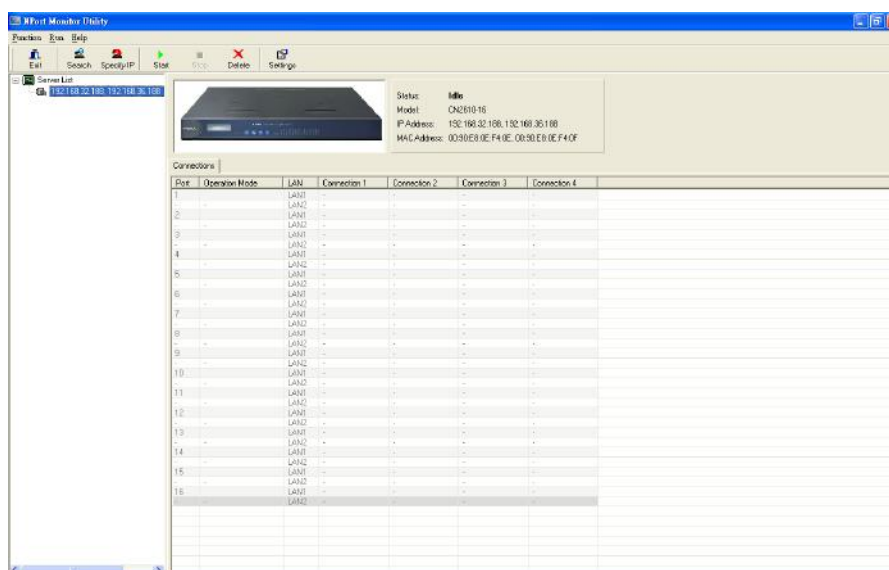 NPort Monitor Utility
Function Run Help
Exit Search Specify IP Start Stop Delete Settings
Server List
192.168.32.188, 192.168.35.188
Status: Idle
Model: CN2610-16
IP Address: 192.168.32.188, 192.168.35.188
MAC Address: 00:90:E8:0E:F4:0E, 00:90:E8:0E:F4:0F
Connections
Port Operation Mode LAN Connection 1 Connection 2 Connection 3 Connection 4
1 - LAN1 - - - -
- - LAN2 - - - -
2 - LAN1 - - - -
- - LAN2 - - - -
3 - LAN1 - - - -
- - LAN2 - - - -
4 - LAN1 - - - -
- - LAN2 - - - -
5 - LAN1 - - - -
- - LAN2 - - - -
6 - LAN1 - - - -
- - LAN2 - - - -
7 - LAN1 - - - -
- - LAN2 - - - -
8 - LAN1 - - - -
- - LAN2 - - - -
9 - LAN1 - - - -
- - LAN2 - - - -
10 - LAN1 - - - -
- - LAN2 - - - -
11 - LAN1 - - - -
- - LAN2 - - - -
12 - LAN1 - - - -
- - LAN2 - - - -
13 - LAN1 - - - -
- - LAN2 - - - -
14 - LAN1 - - - -
- - LAN2 - - - -
15 - LAN1 - - - -
- - LAN2 - - - -
16 - LAN1 - - - -
- - LAN2 - - - -